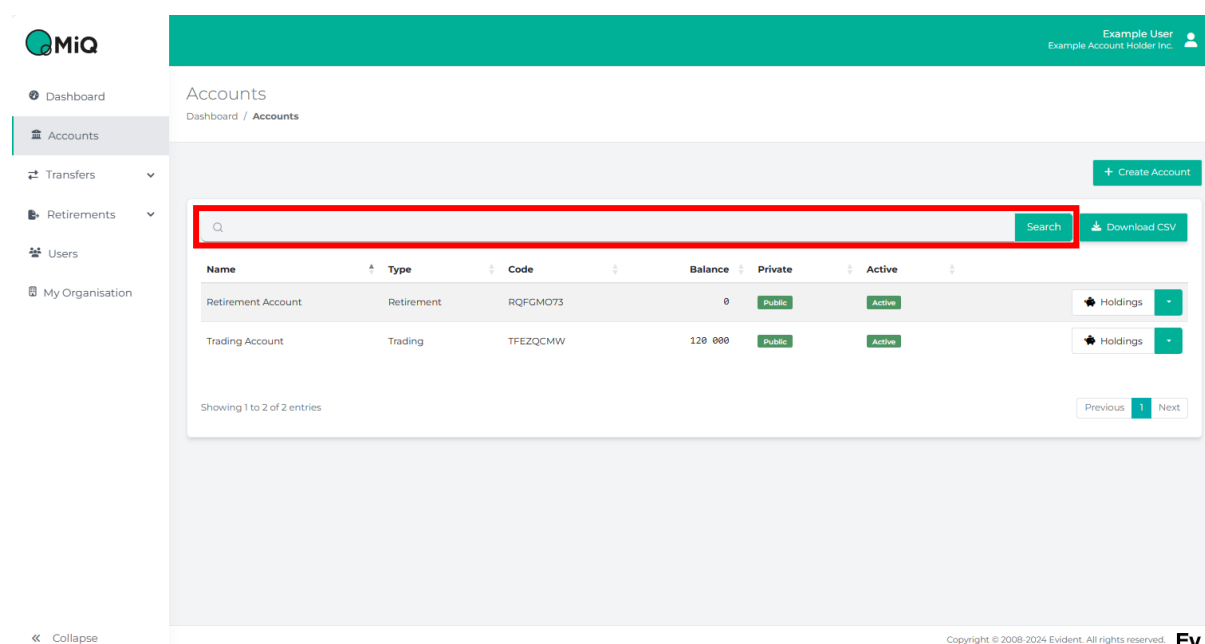 MiQ
Example User
Example Account Holder Inc.
Dashboard
Accounts
Transfers
Retirements
Users
My Organisation
Collapse
Accounts
Dashboard / Accounts
+ Create Account
Search
Download CSV
Name Type Code Balance Private Active
Retirement Account Retirement RQFGMO73 0 Public Active Holdings
Trading Account Trading TFEZQCMW 120 000 Public Active Holdings
Showing 1 to 2 of 2 entries
Previous 1 Next
Copyright © 2008-2024 Evident. All rights reserved. Ev